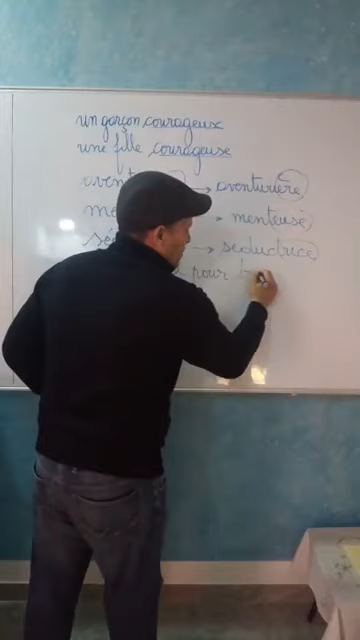 un garçon courageux
une fille courageuse
→ aventurière
→ menteuse
→ séductrice
pour